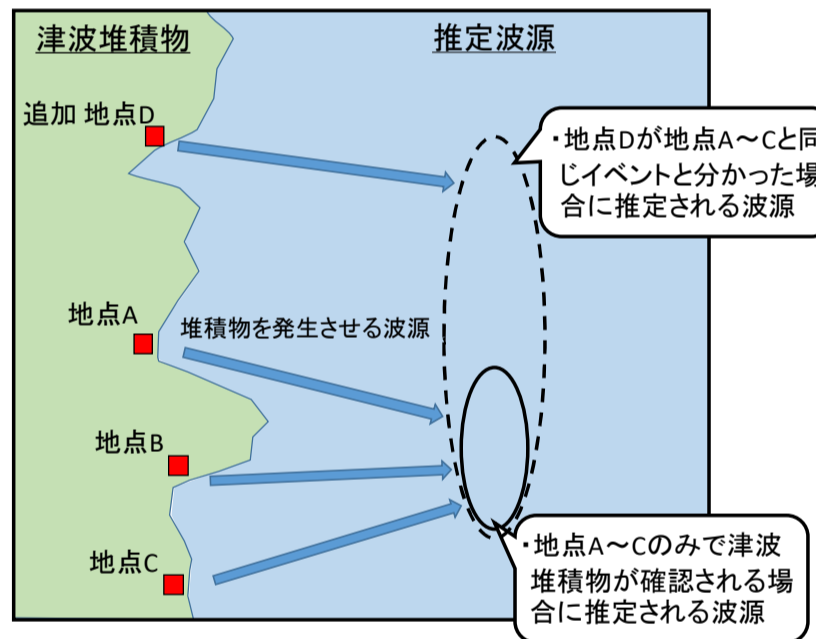 津波堆積物
推定波源
追加 地点D
・地点Dが地点A～Cと同
じイベントと分かった場
合に推定される波源
地点A
堆積物を発生させる波源
地点B
地点C
・地点A～Cのみで津波
堆積物が確認される場
合に推定される波源